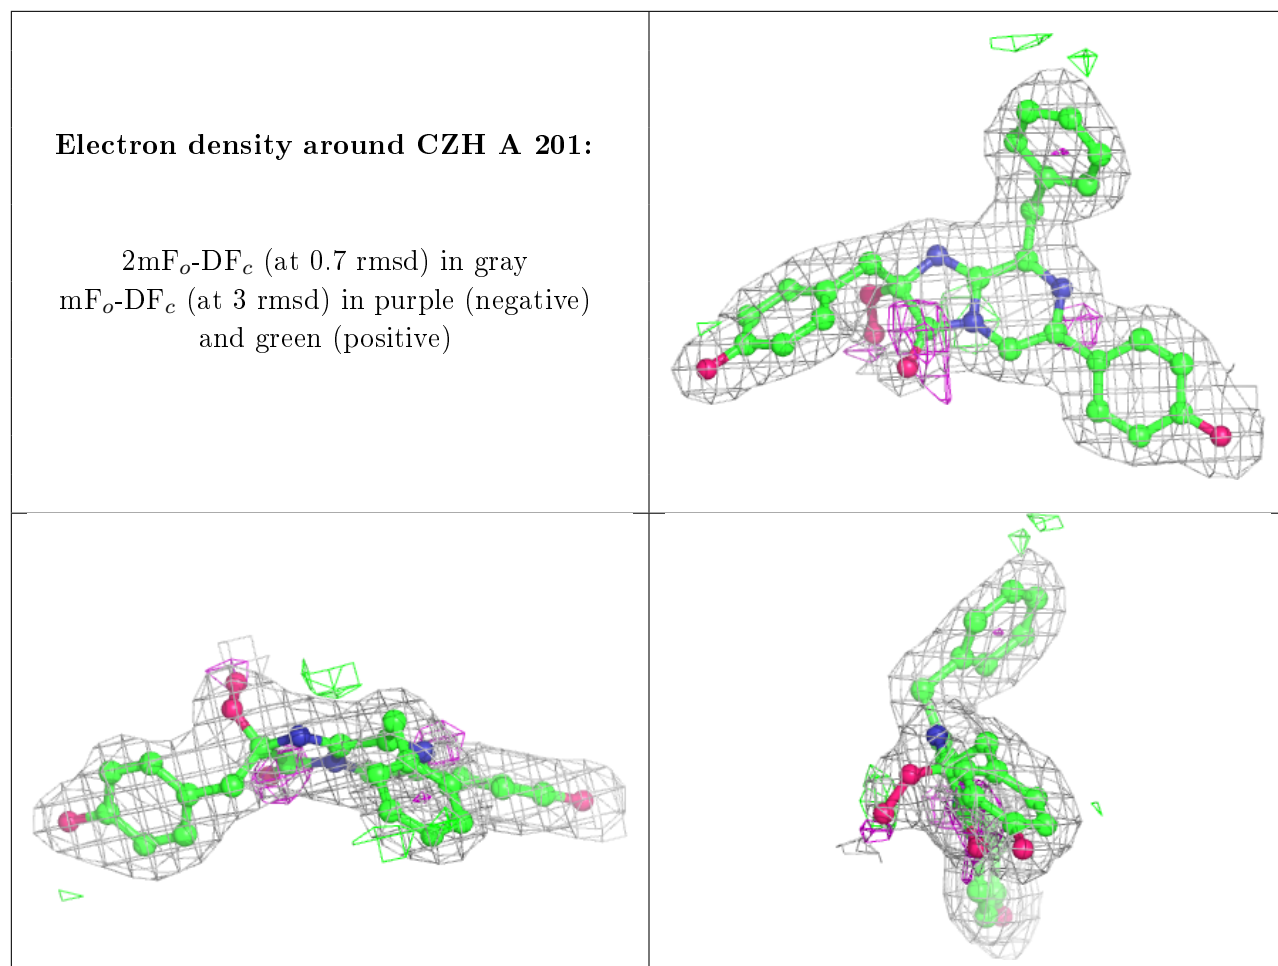 Electron density around CZH A 201:
2mFₒ-DF𝒸 (at 0.7 rmsd) in gray
mFₒ-DF𝒸 (at 3 rmsd) in purple (negative)
and green (positive)